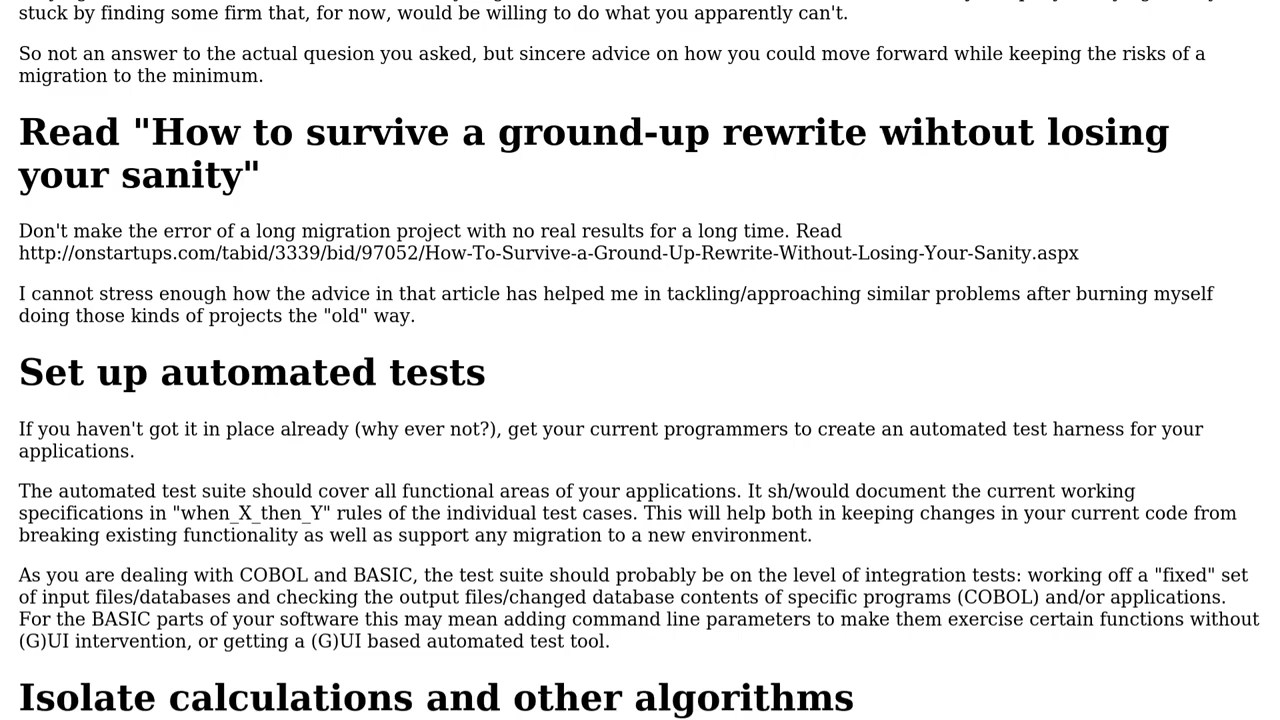 stuck by finding some firm that, for now, would be willing to do what you apparently can't.
So not an answer to the actual quesion you asked, but sincere advice on how you could move forward while keeping the risks of a
migration to the minimum.
Read "How to survive a ground-up rewrite wihtout losing
your sanity"
Don't make the error of a long migration project with no real results for a long time. Read
http://onstartups.com/tabid/3339/bid/97052/How-To-Survive-a-Ground-Up-Rewrite-Without-Losing-Your-Sanity.aspx
I cannot stress enough how the advice in that article has helped me in tackling/approaching similar problems after burning myself
doing those kinds of projects the "old" way.
Set up automated tests
If you haven't got it in place already (why ever not?), get your current programmers to create an automated test harness for your
applications.
The automated test suite should cover all functional areas of your applications. It sh/would document the current working
specifications in "when_X_then_Y" rules of the individual test cases. This will help both in keeping changes in your current code from
breaking existing functionality as well as support any migration to a new environment.
As you are dealing with COBOL and BASIC, the test suite should probably be on the level of integration tests: working off a "fixed" set
of input files/databases and checking the output files/changed database contents of specific programs (COBOL) and/or applications.
For the BASIC parts of your software this may mean adding command line parameters to make them exercise certain functions without
(G)UI intervention, or getting a (G)UI based automated test tool.
Isolate calculations and other algorithms